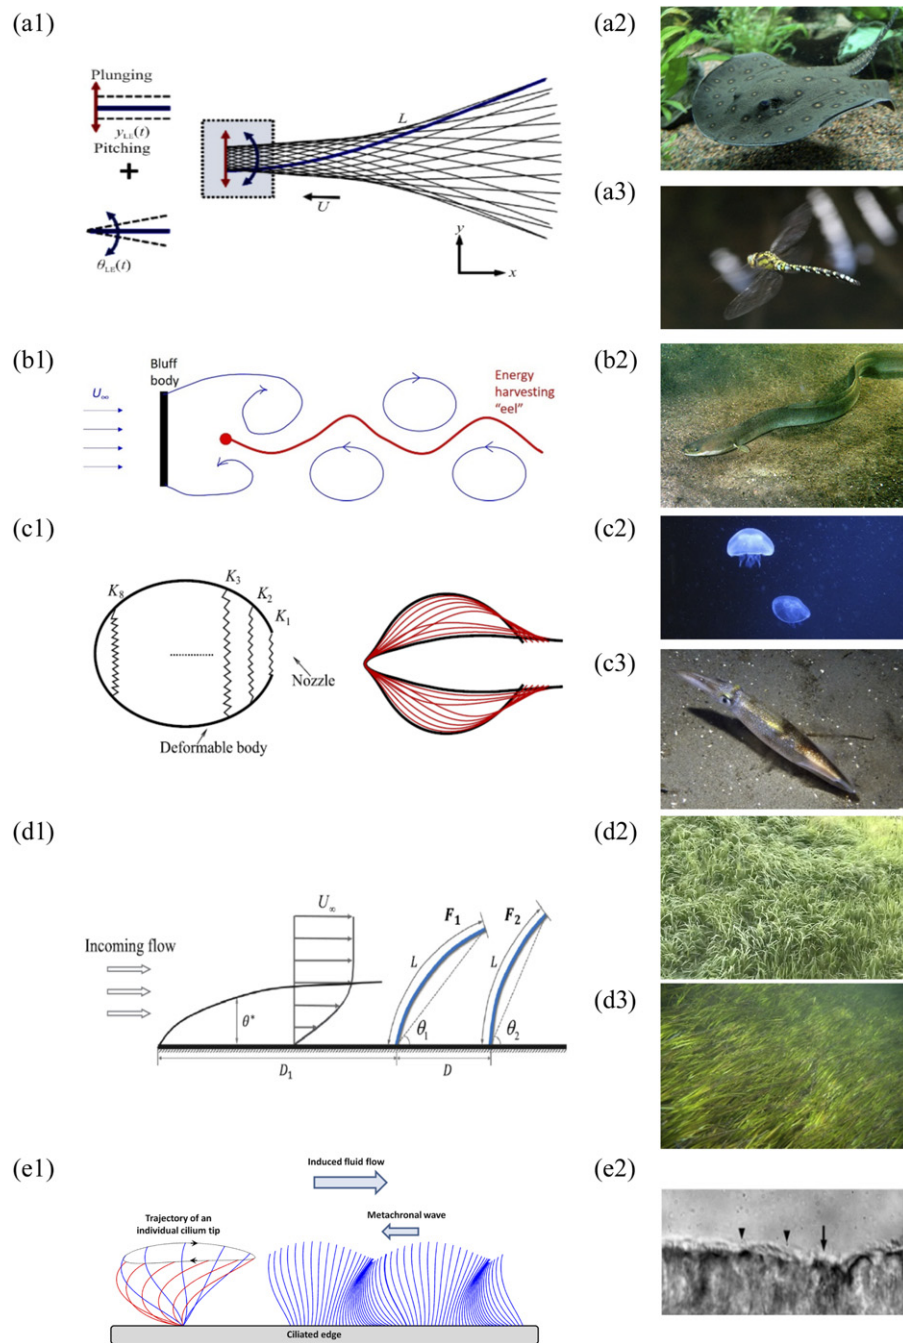 (a1)
(a2)
Plunging
y_LE(t)
Pitching
+
θ_LE(t)
L
U
y
x
(a3)
(b1)
(b2)
Bluff
body
U∞
Energy
harvesting
"eel"
(c1)
(c2)
K₈
K₃
K₂
K₁
Nozzle
Deformable body
(c3)
(d1)
(d2)
U∞
F₁
F₂
Incoming flow
L
L
θ*
θ₁
θ₂
D₁
D
(d3)
(e1)
(e2)
Induced fluid flow
Metachronal wave
Trajectory of an
individual cilium tip
Ciliated edge